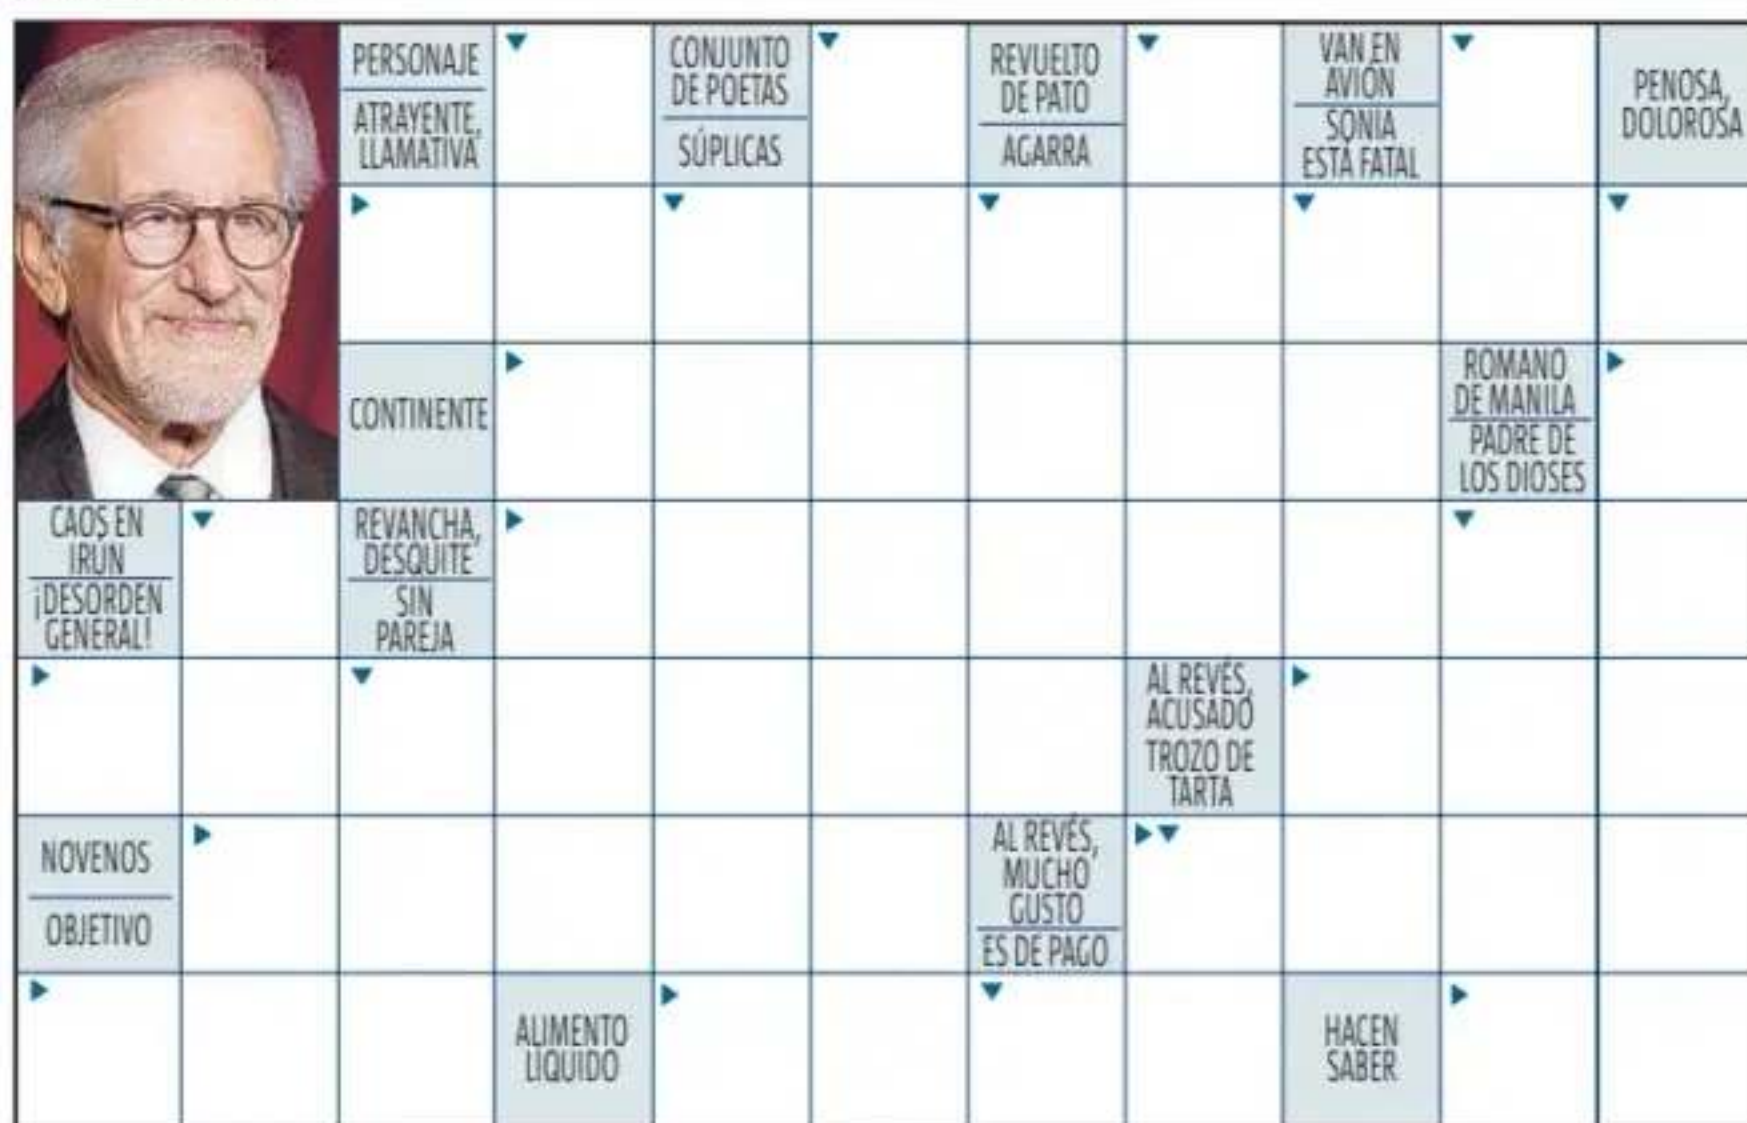 PERSONAJE
ATRAYENTE,
LLAMATIVA
CONJUNTO
DE POETAS
SÚPLICAS
REVUELTO
DE PATO
AGARRA
VAN EN
AVIÓN
SONIA
ESTÁ FATAL
PENOSA,
DOLOROSA
CONTINENTE
ROMANO
DE MANILA
PADRE DE
LOS DIOSES
CAOS EN
IRÚN
¡DESORDEN
GENERAL!
REVANCHA,
DESQUITE
SIN
PAREJA
AL REVÉS,
ACUSADO
TROZO DE
TARTA
NOVENOS
OBJETIVO
AL REVÉS,
MUCHO
GUSTO
ES DE PAGO
ALIMENTO
LÍQUIDO
HACEN
SABER